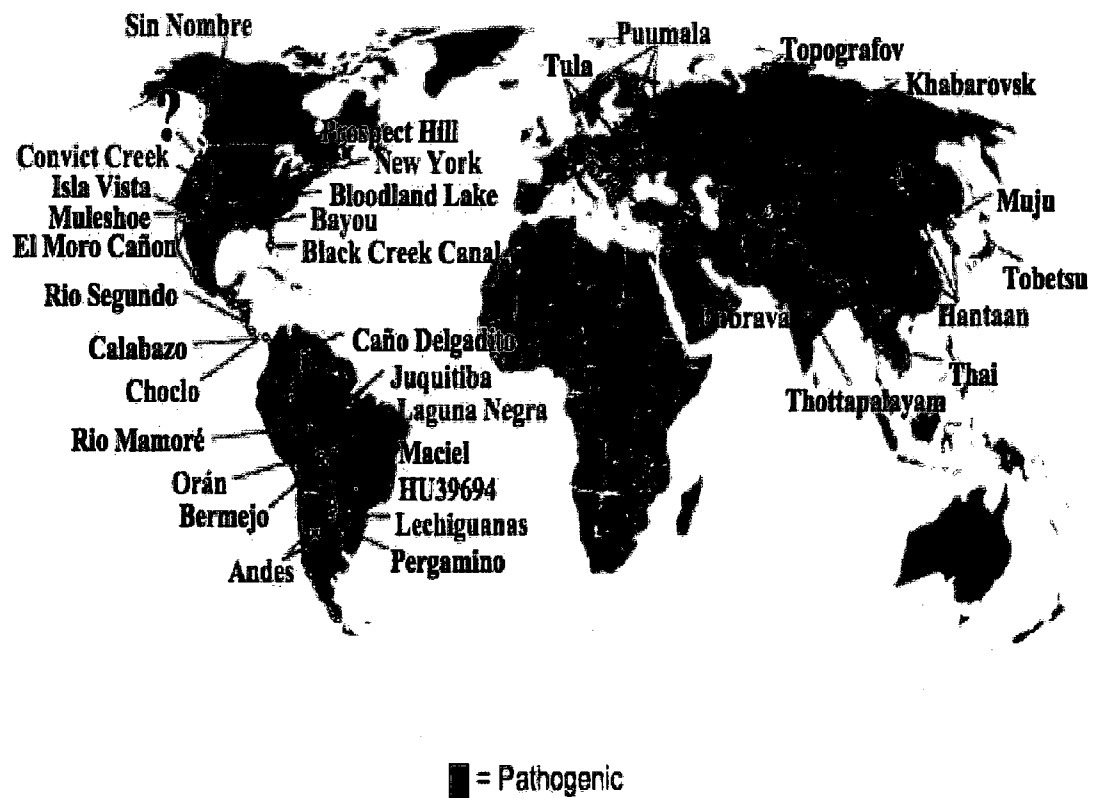 Sin Nombre
Puumala
Topografov
Tula
Khabarovsk
?
Prospect Hill
Convict Creek
New York
Isla Vista
Bloodland Lake
Muleshoe
Bayou
Muju
El Moro Cañon
Black Creek Canal
Tobetsu
Rio Segundo
Dobrava
Hantaan
Calabazo
Caño Delgadito
Choclo
Juquitiba
Thai
Laguna Negra
Thottapalayam
Rio Mamoré
Maciel
Orán
HU39694
Bermejo
Lechiguanas
Andes
Pergamino
= Pathogenic